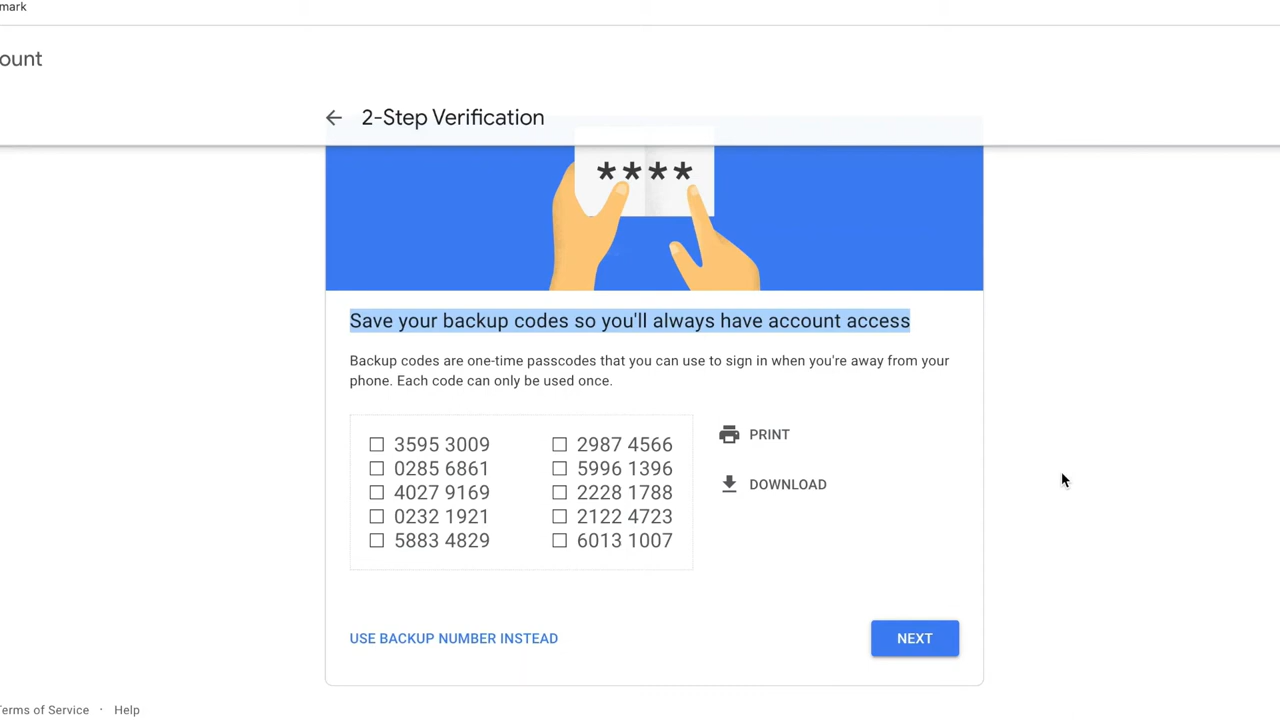 mark
ount
2-Step Verification
****
Save your backup codes so you'll always have account access
Backup codes are one-time passcodes that you can use to sign in when you're away from your
phone. Each code can only be used once.
3595 3009 2987 4566
0285 6861 5996 1396
4027 9169 2228 1788
0232 1921 2122 4723
5883 4829 6013 1007
PRINT
DOWNLOAD
USE BACKUP NUMBER INSTEAD
NEXT
Terms of Service · Help